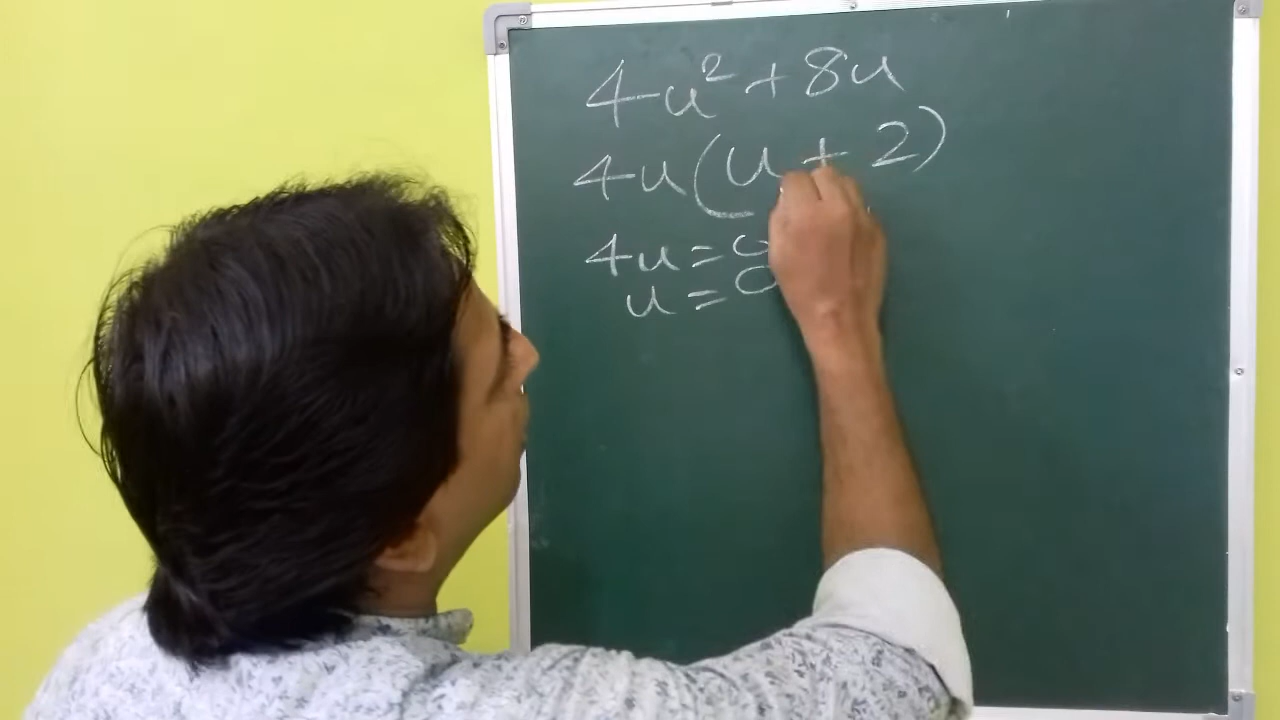 4u² + 8u
4u(u + 2)
4u = 0
u = 0